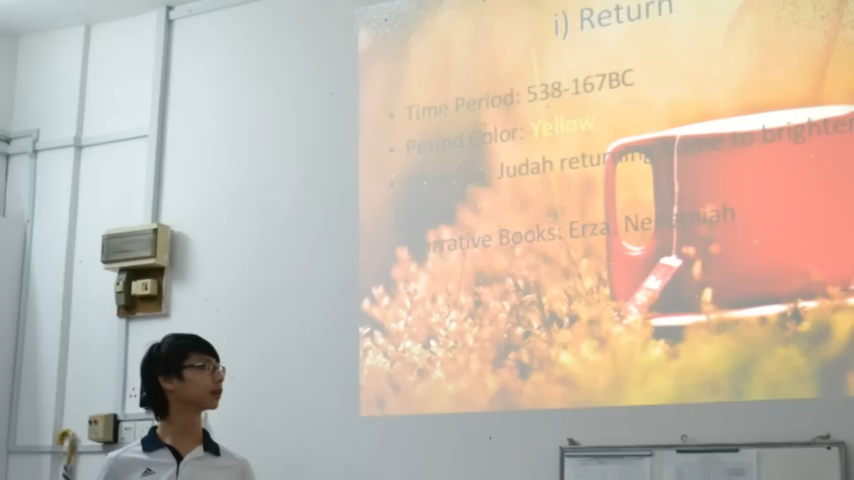 i) Return
• Time Period: 538-167BC
• Period Color: Yellow
• Judah returning home to brighter
Narrative Books: Erza, Nehemiah